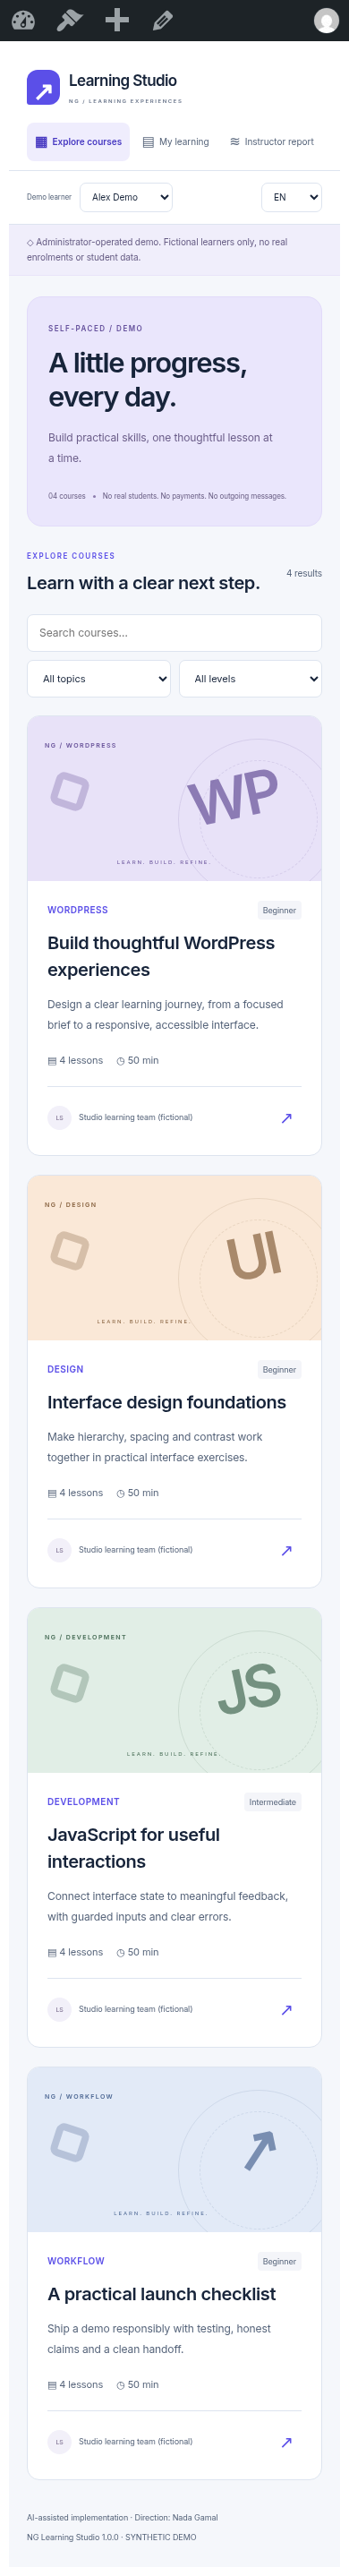 Learning Studio
NG / LEARNING EXPERIENCES
Explore courses
My learning
Instructor report
Demo learner
Alex Demo
EN
◇ Administrator-operated demo. Fictional learners only, no real
enrolments or student data.
SELF-PACED / DEMO
A little progress,
every day.
Build practical skills, one thoughtful lesson at
a time.
04 courses • No real students. No payments. No outgoing messages.
EXPLORE COURSES
Learn with a clear next step.
4 results
Search courses...
All topics
All levels
NG / WORDPRESS
WP
LEARN. BUILD. REFINE.
WORDPRESS
Beginner
Build thoughtful WordPress
experiences
Design a clear learning journey, from a focused
brief to a responsive, accessible interface.
4 lessons
50 min
LS
Studio learning team (fictional)
↗
NG / DESIGN
UI
LEARN. BUILD. REFINE.
DESIGN
Beginner
Interface design foundations
Make hierarchy, spacing and contrast work
together in practical interface exercises.
4 lessons
50 min
LS
Studio learning team (fictional)
↗
NG / DEVELOPMENT
JS
LEARN. BUILD. REFINE.
DEVELOPMENT
Intermediate
JavaScript for useful
interactions
Connect interface state to meaningful feedback,
with guarded inputs and clear errors.
4 lessons
50 min
LS
Studio learning team (fictional)
↗
NG / WORKFLOW
↗
LEARN. BUILD. REFINE.
WORKFLOW
Beginner
A practical launch checklist
Ship a demo responsibly with testing, honest
claims and a clean handoff.
4 lessons
50 min
LS
Studio learning team (fictional)
↗
AI-assisted implementation · Direction: Nada Gamal
NG Learning Studio 1.0.0 · SYNTHETIC DEMO